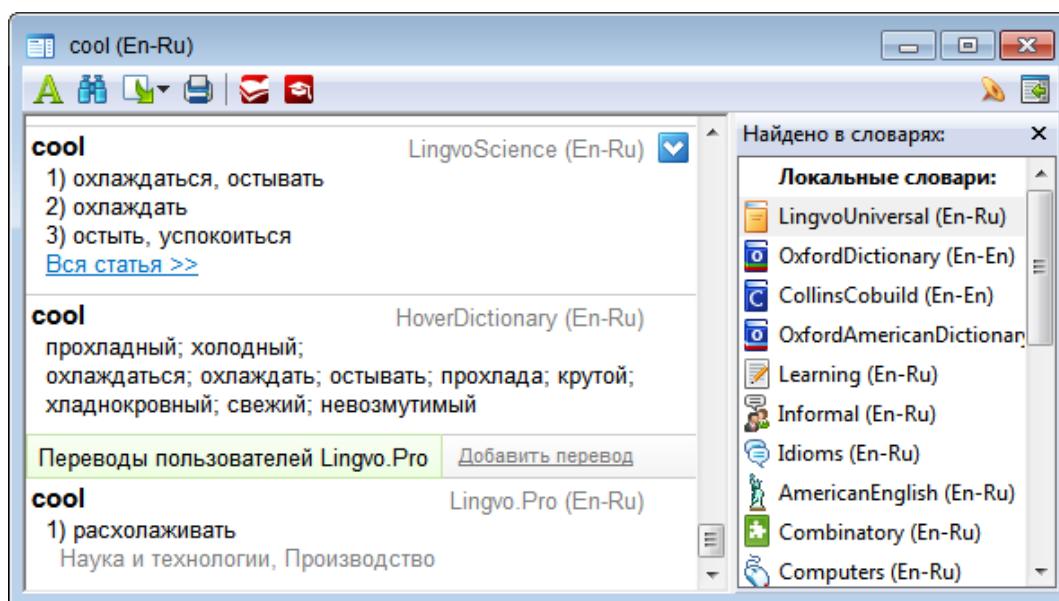 cool (En-Ru)
cool LingvoScience (En-Ru)
1) охлаждаться, остывать
2) охлаждать
3) остыть, успокоиться
Вся статья >>
cool HoverDictionary (En-Ru)
прохладный; холодный;
охлаждаться; охлаждать; остывать; прохлада; крутой;
хладнокровный; свежий; невозмутимый
Переводы пользователей Lingvo.Pro Добавить перевод
cool Lingvo.Pro (En-Ru)
1) расхолаживать
Наука и технологии, Производство
Найдено в словарях:
Локальные словари:
LingvoUniversal (En-Ru)
OxfordDictionary (En-En)
CollinsCobuild (En-En)
OxfordAmericanDictionary
Learning (En-Ru)
Informal (En-Ru)
Idioms (En-Ru)
AmericanEnglish (En-Ru)
Combinatory (En-Ru)
Computers (En-Ru)